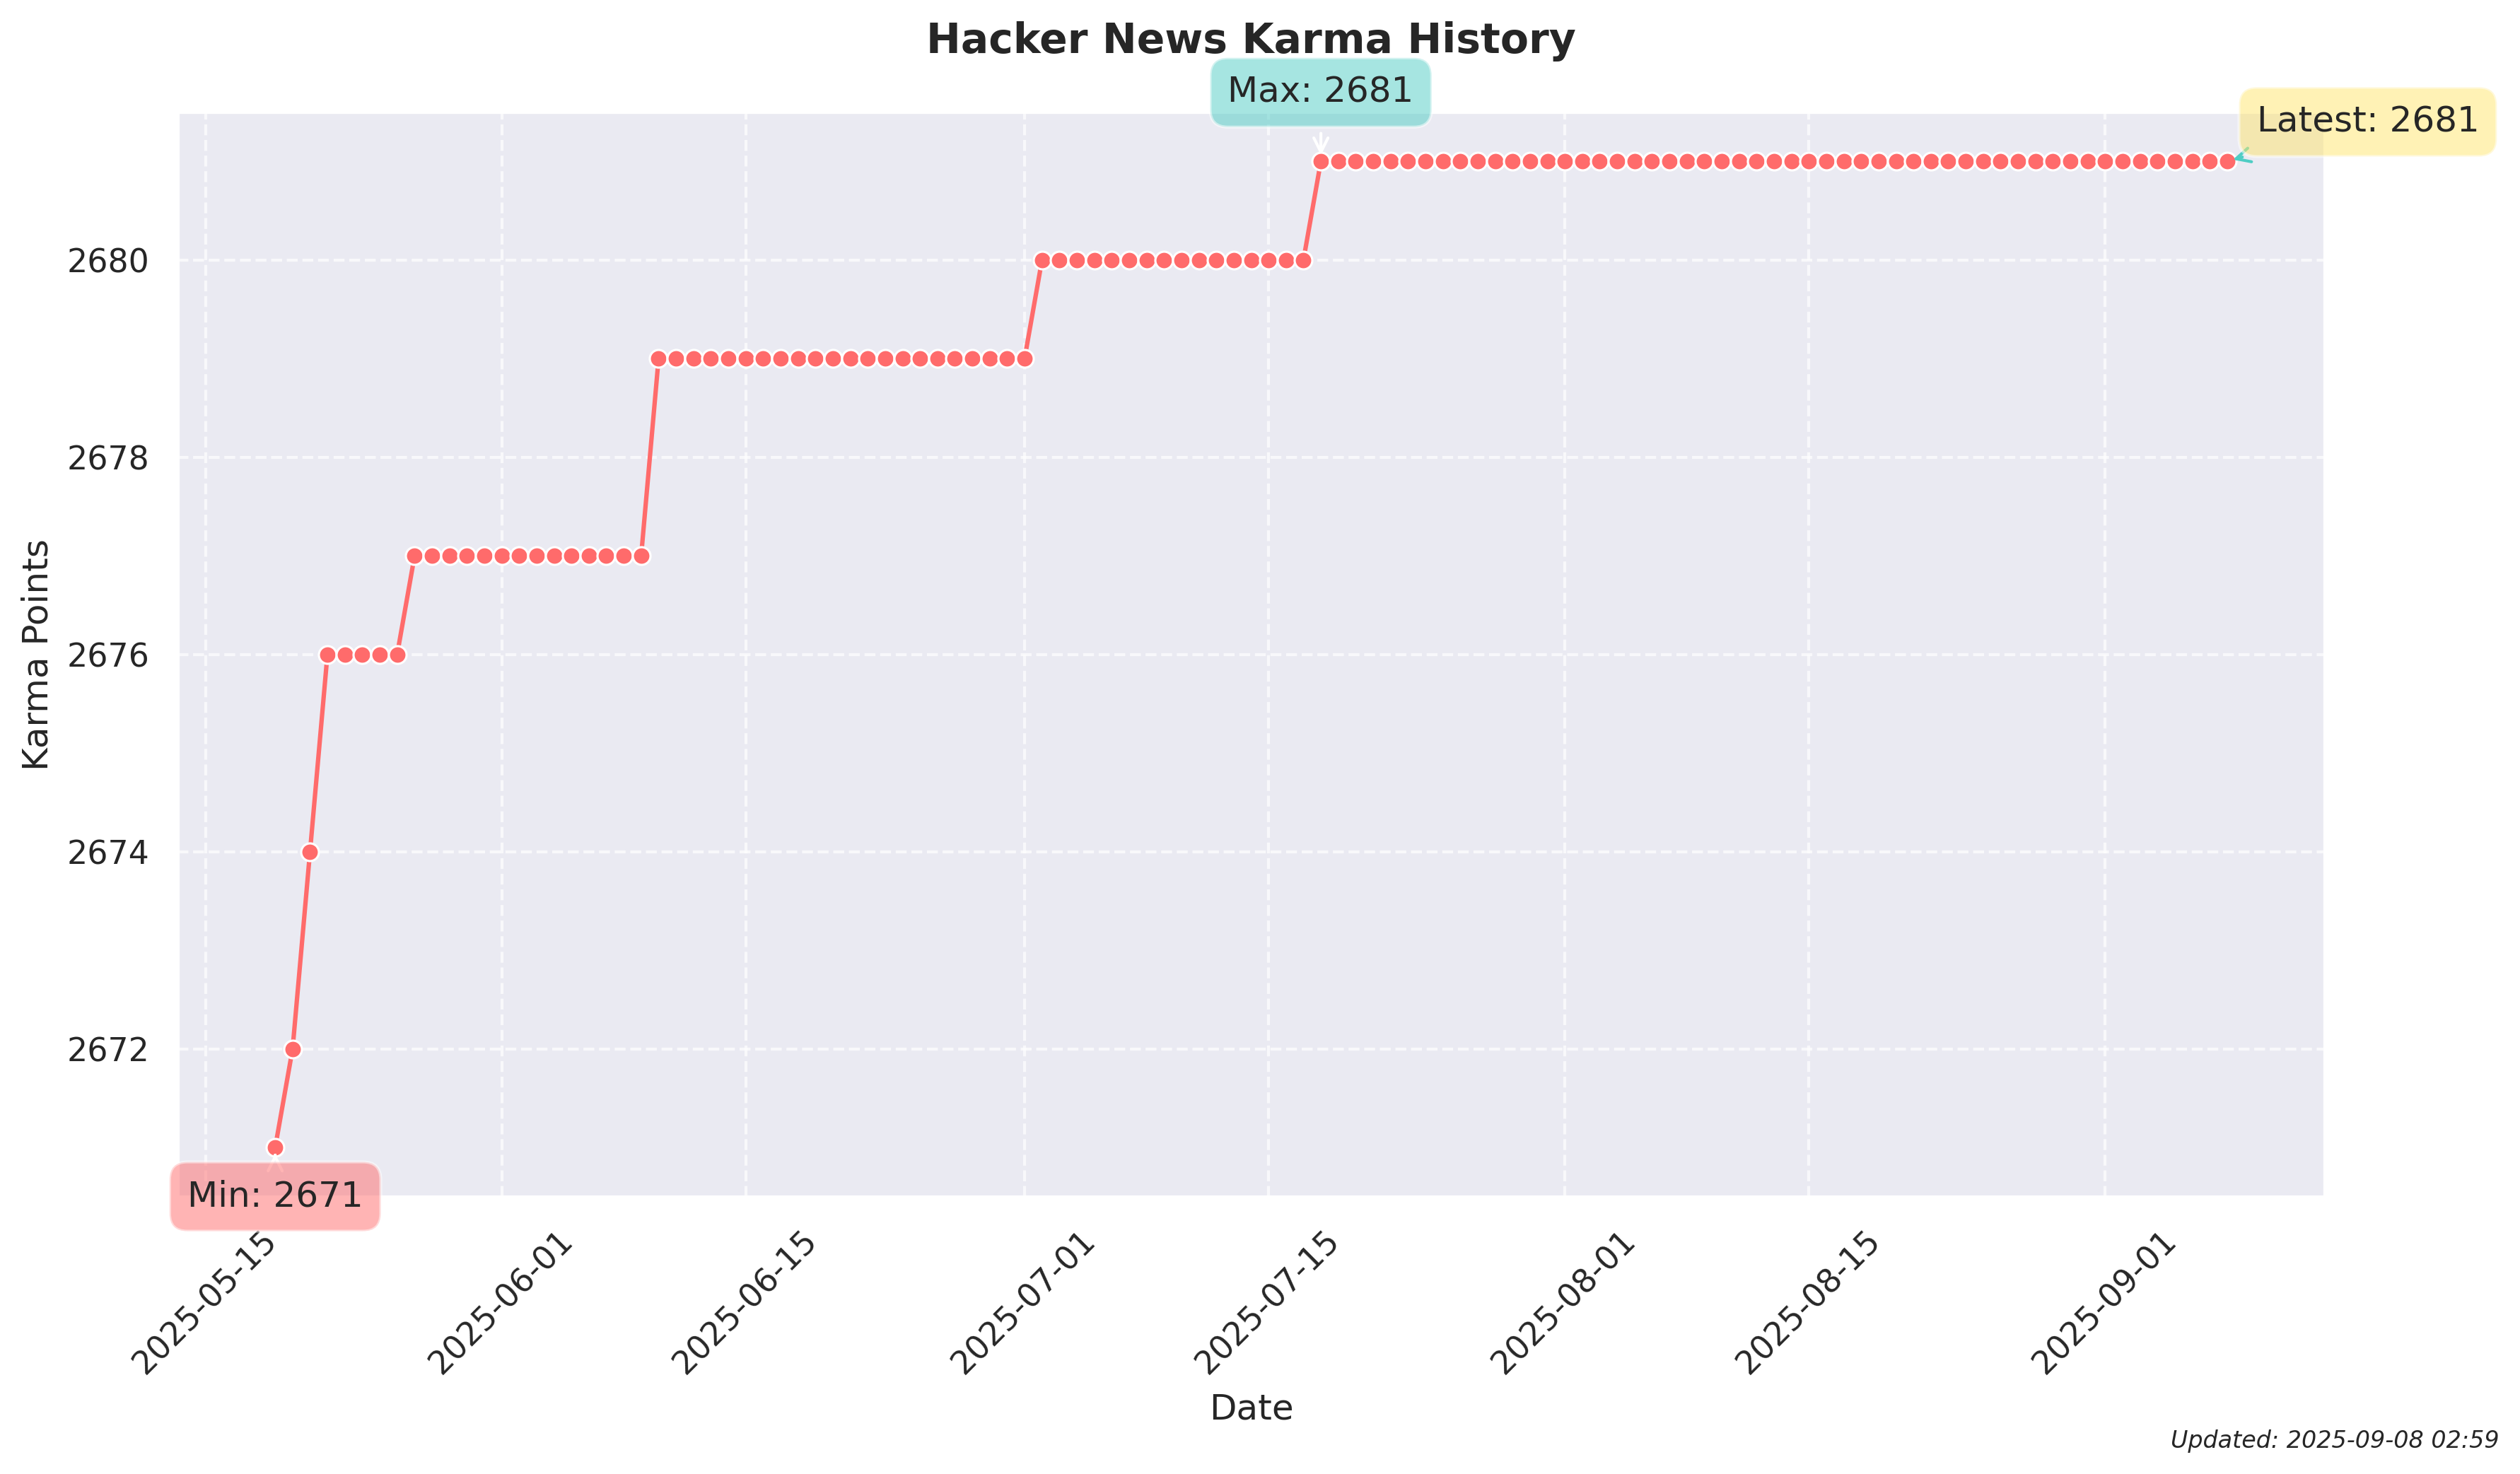 Hacker News Karma History
Max: 2681
Latest: 2681
2680
2678
2676
2674
2672
Karma Points
Min: 2671
2025-05-15
2025-06-01
2025-06-15
2025-07-01
2025-07-15
2025-08-01
2025-08-15
2025-09-01
Date
Updated: 2025-09-08 02:59